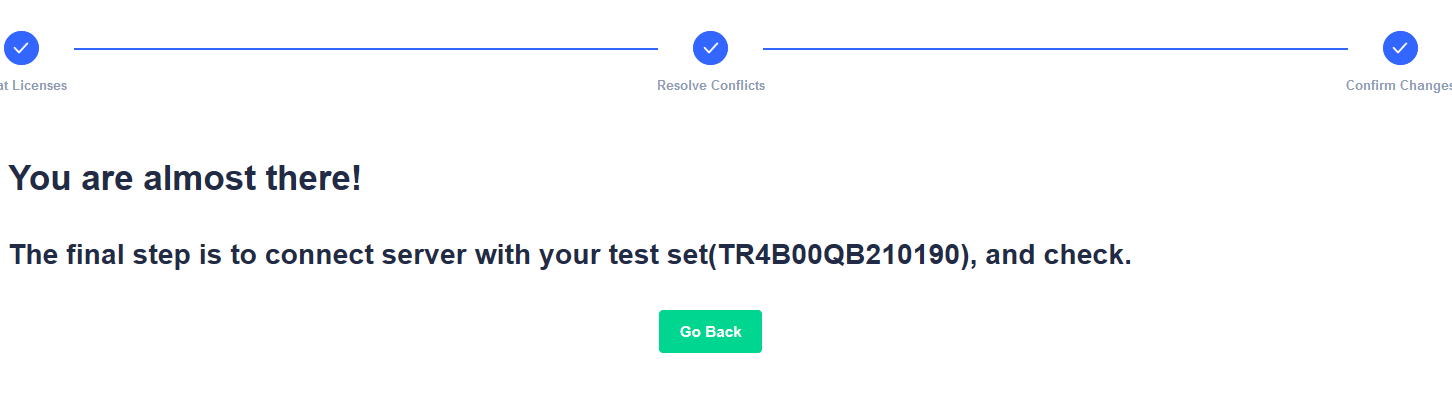 at Licenses
Resolve Conflicts
Confirm Changes
You are almost there!
The final step is to connect server with your test set(TR4B00QB210190), and check.
Go Back